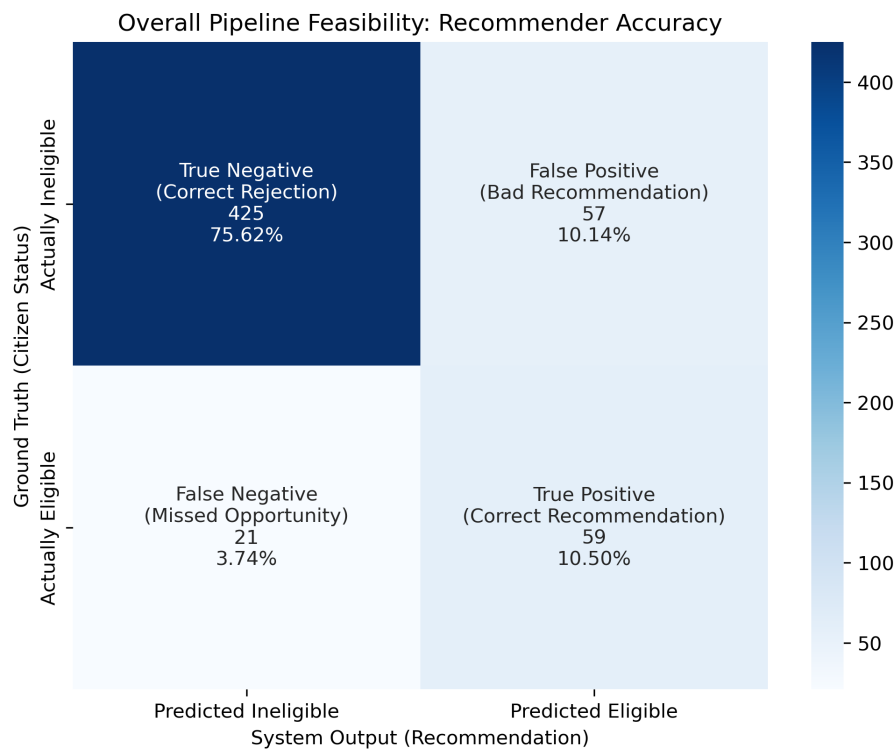 Overall Pipeline Feasibility: Recommender Accuracy
Ground Truth (Citizen Status)
Actually Ineligible
Actually Eligible
True Negative
(Correct Rejection)
425
75.62%
False Positive
(Bad Recommendation)
57
10.14%
False Negative
(Missed Opportunity)
21
3.74%
True Positive
(Correct Recommendation)
59
10.50%
Predicted Ineligible
Predicted Eligible
System Output (Recommendation)
400
350
300
250
200
150
100
50